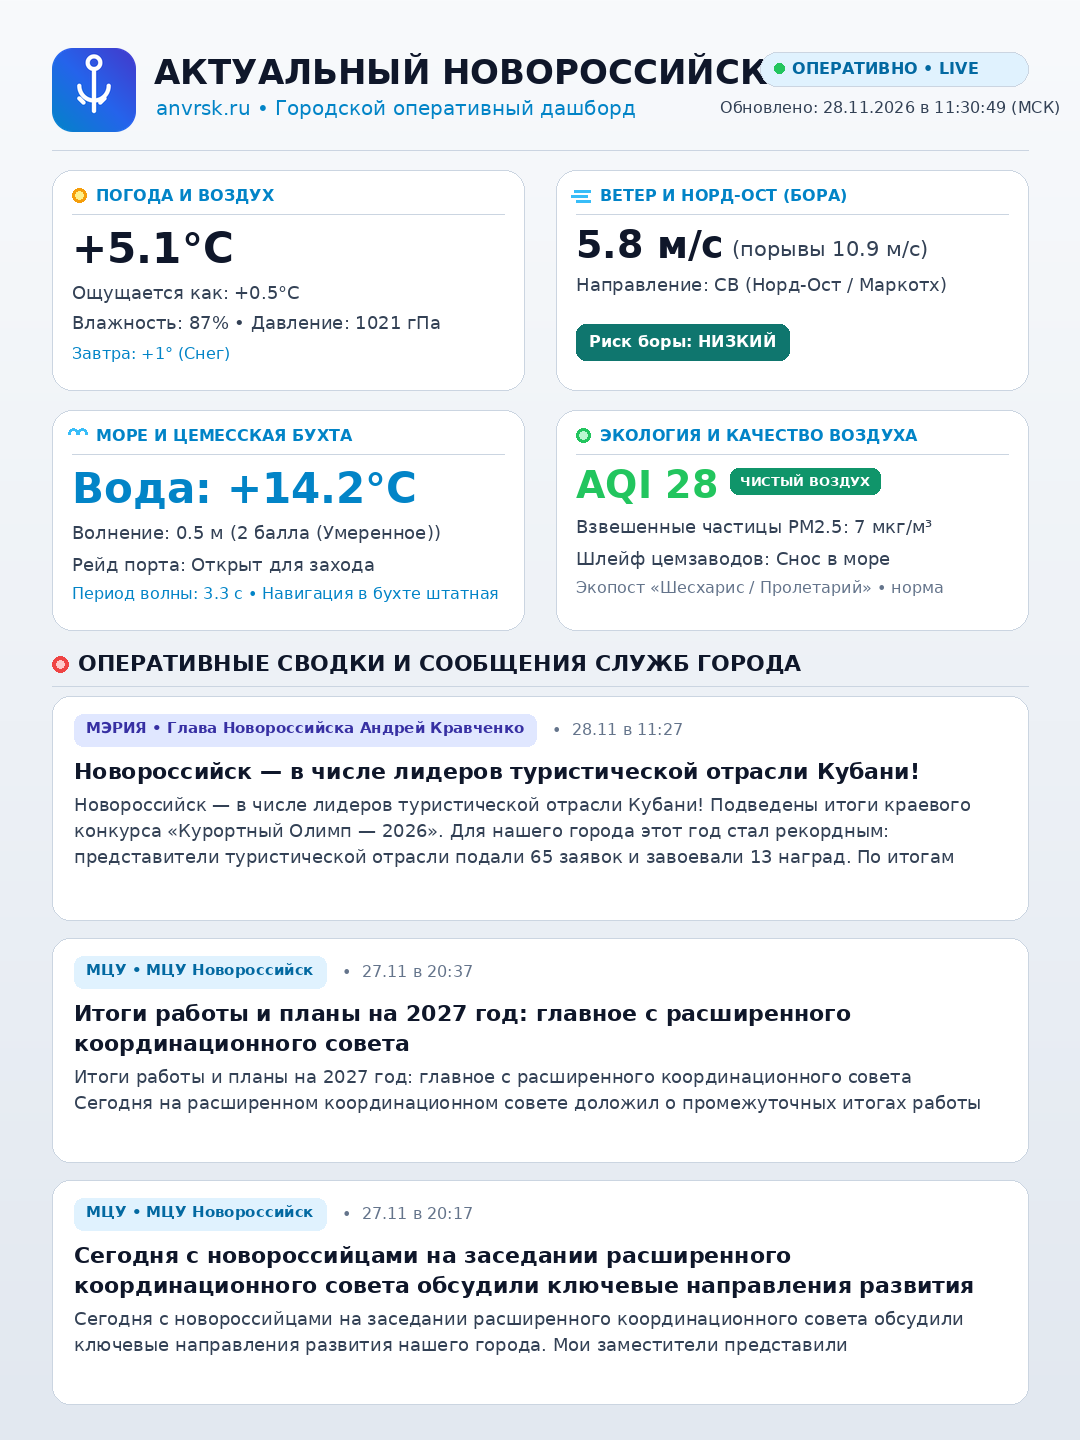 АКТУАЛЬНЫЙ НОВОРОССИЙСК
ОПЕРАТИВНО • LIVE
anvrsk.ru • Городской оперативный дашборд
Обновлено: 28.11.2026 в 11:30:49 (МСК)
ПОГОДА И ВОЗДУХ
+5.1°C
Ощущается как: +0.5°C
Влажность: 87% • Давление: 1021 гПа
Завтра: +1° (Снег)
ВЕТЕР И НОРД-ОСТ (БОРА)
5.8 м/с (порывы 10.9 м/с)
Направление: СВ (Норд-Ост / Маркотх)
Риск боры: НИЗКИЙ
МОРЕ И ЦЕМЕССКАЯ БУХТА
Вода: +14.2°C
Волнение: 0.5 м (2 балла (Умеренное))
Рейд порта: Открыт для захода
Период волны: 3.3 с • Навигация в бухте штатная
ЭКОЛОГИЯ И КАЧЕСТВО ВОЗДУХА
AQI 28 ЧИСТЫЙ ВОЗДУХ
Взвешенные частицы PM2.5: 7 мкг/м³
Шлейф цемзаводов: Снос в море
Экопост «Шесхарис / Пролетарий» • норма
ОПЕРАТИВНЫЕ СВОДКИ И СООБЩЕНИЯ СЛУЖБ ГОРОДА
МЭРИЯ • Глава Новороссийска Андрей Кравченко • 28.11 в 11:27
Новороссийск — в числе лидеров туристической отрасли Кубани!
Новороссийск — в числе лидеров туристической отрасли Кубани! Подведены итоги краевого
конкурса «Курортный Олимп — 2026». Для нашего города этот год стал рекордным:
представители туристической отрасли подали 65 заявок и завоевали 13 наград. По итогам
МЦУ • МЦУ Новороссийск • 27.11 в 20:37
Итоги работы и планы на 2027 год: главное с расширенного
координационного совета
Итоги работы и планы на 2027 год: главное с расширенного координационного совета
Сегодня на расширенном координационном совете доложил о промежуточных итогах работы
МЦУ • МЦУ Новороссийск • 27.11 в 20:17
Сегодня с новороссийцами на заседании расширенного
координационного совета обсудили ключевые направления развития
Сегодня с новороссийцами на заседании расширенного координационного совета обсудили
ключевые направления развития нашего города. Мои заместители представили